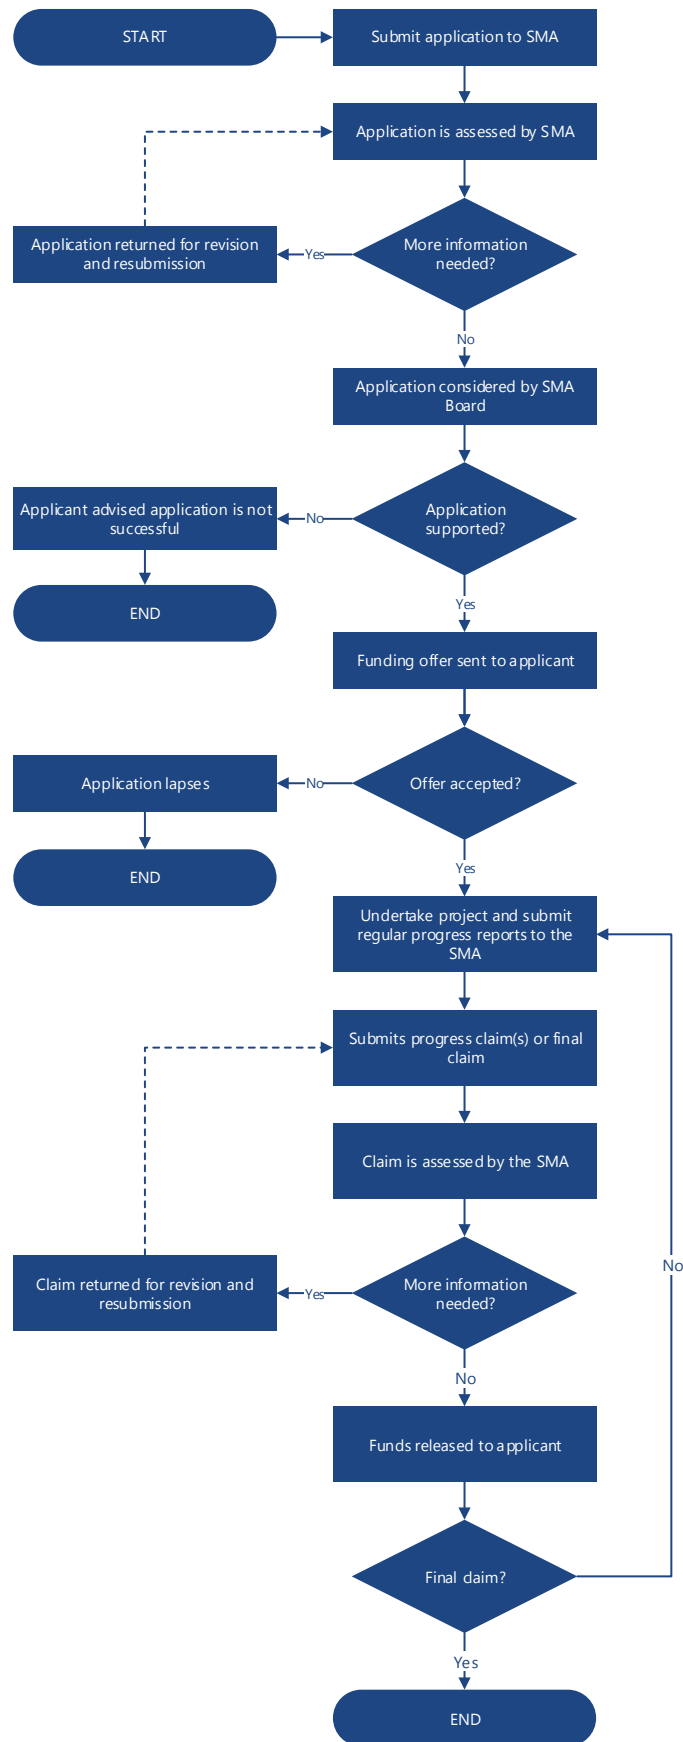 START
Submit application to SMA
Application is assessed by SMA
Application returned for revision
and resubmission
Yes
More information
needed?
No
Application considered by SMA
Board
Applicant advised application is not
successful
No
Application
supported?
END
Yes
Funding offer sent to applicant
Application lapses
No
Offer accepted?
END
Yes
Undertake project and submit
regular progress reports to the
SMA
Submits progress claim(s) or final
claim
Claim is assessed by the SMA
No
Claim returned for revision and
resubmission
Yes
More information
needed?
No
Funds released to applicant
Final claim?
Yes
END